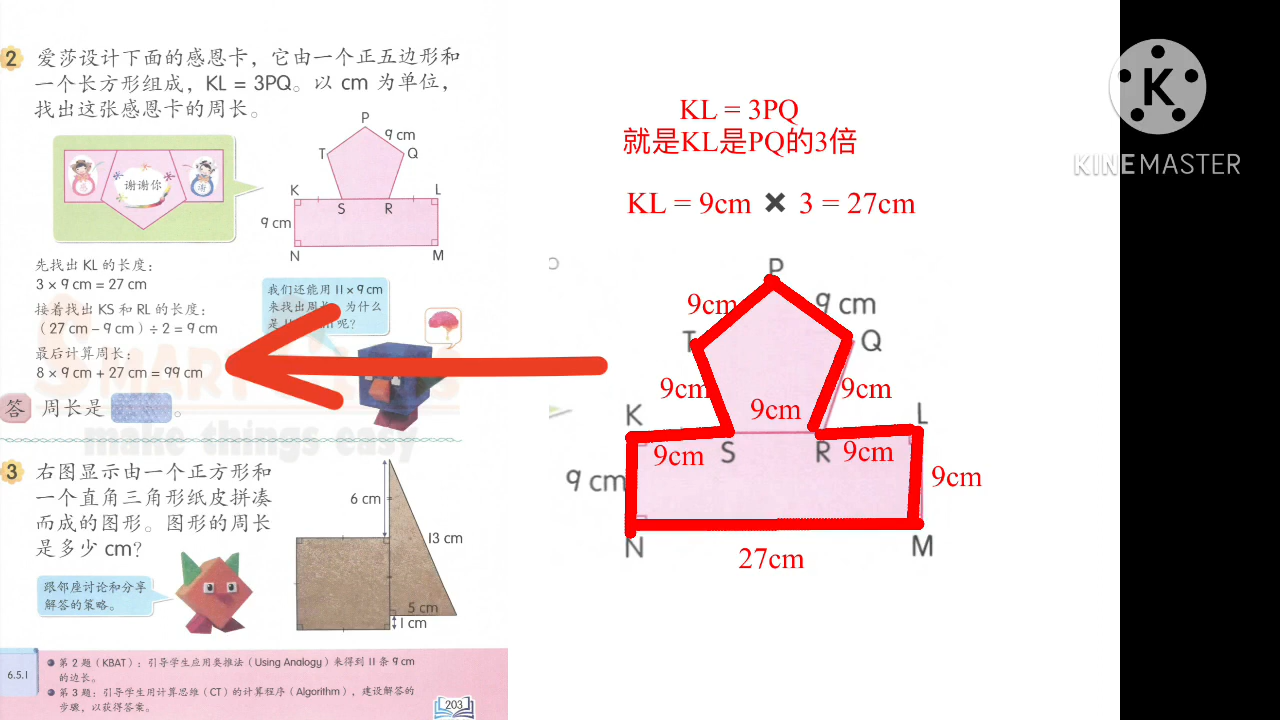 2 爱莎设计下面的感恩卡，它由一个正五边形和
一个长方形组成，KL = 3PQ。以 cm 为单位，
找出这张感恩卡的周长。
谢谢你
P
9 cm
T
Q
K
L
S
R
9 cm
N
M
先找出 KL 的长度：
3 × 9 cm = 27 cm
接着找出 KS 和 RL 的长度：
(27 cm – 9 cm) ÷ 2 = 9 cm
最后计算周长：
8 × 9 cm + 27 cm = 99 cm
我们还能用 11 × 9 cm
来找出周长，为什么
是 呢？
答 周长是 。
SMART
make things easy
3 右图显示由一个正方形和
一个直角三角形纸皮拼凑
而成的图形。图形的周长
是多少 cm？
跟邻座讨论和分享
解答的策略。
6 cm
13 cm
5 cm
1 cm
6.5.1
第 2 题（KBAT）：引导学生应用类推法（Using Analogy）来得到 11 条 9 cm
的边长。
第 3 题：引导学生用计算思维（CT）的计算程序（Algorithm），建设解答的
步骤，以获得答案。
203
KL = 3PQ
就是KL是PQ的3倍
KL = 9cm ✖ 3 = 27cm
P
9cm
9 cm
T
Q
9cm
9cm
9cm
K
L
9cm
S
R
9cm
9 cm
9cm
N
M
27cm
K
KINEMASTER